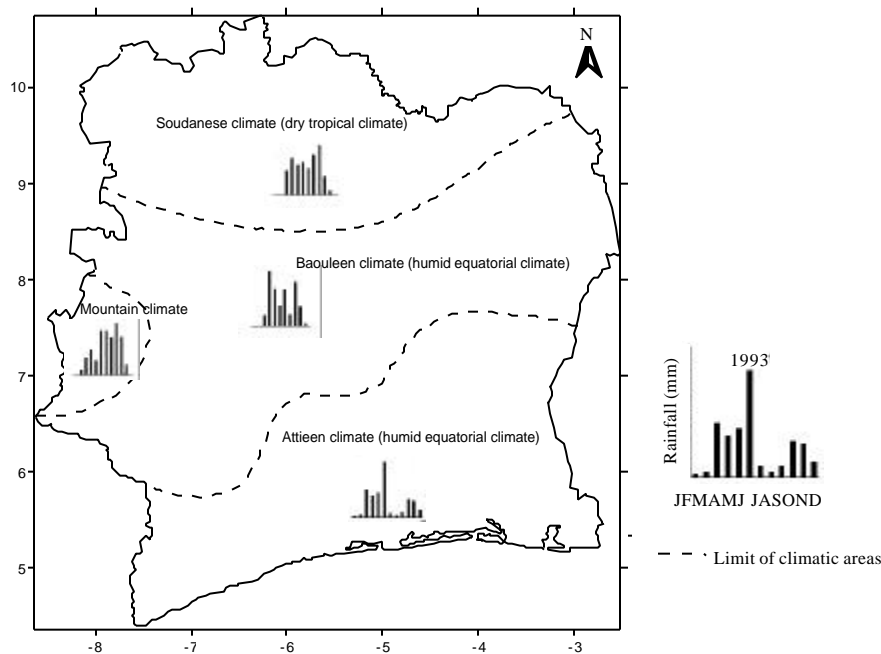 N
10
Soudanese climate (dry tropical climate)
9
Baouleen climate (humid equatorial climate)
8
Mountain climate
7
Attieen climate (humid equatorial climate)
6
5
-8
-7
-6
-5
-4
-3
1993
Rainfall (mm)
JFMAMJ JASOND
Limit of climatic areas